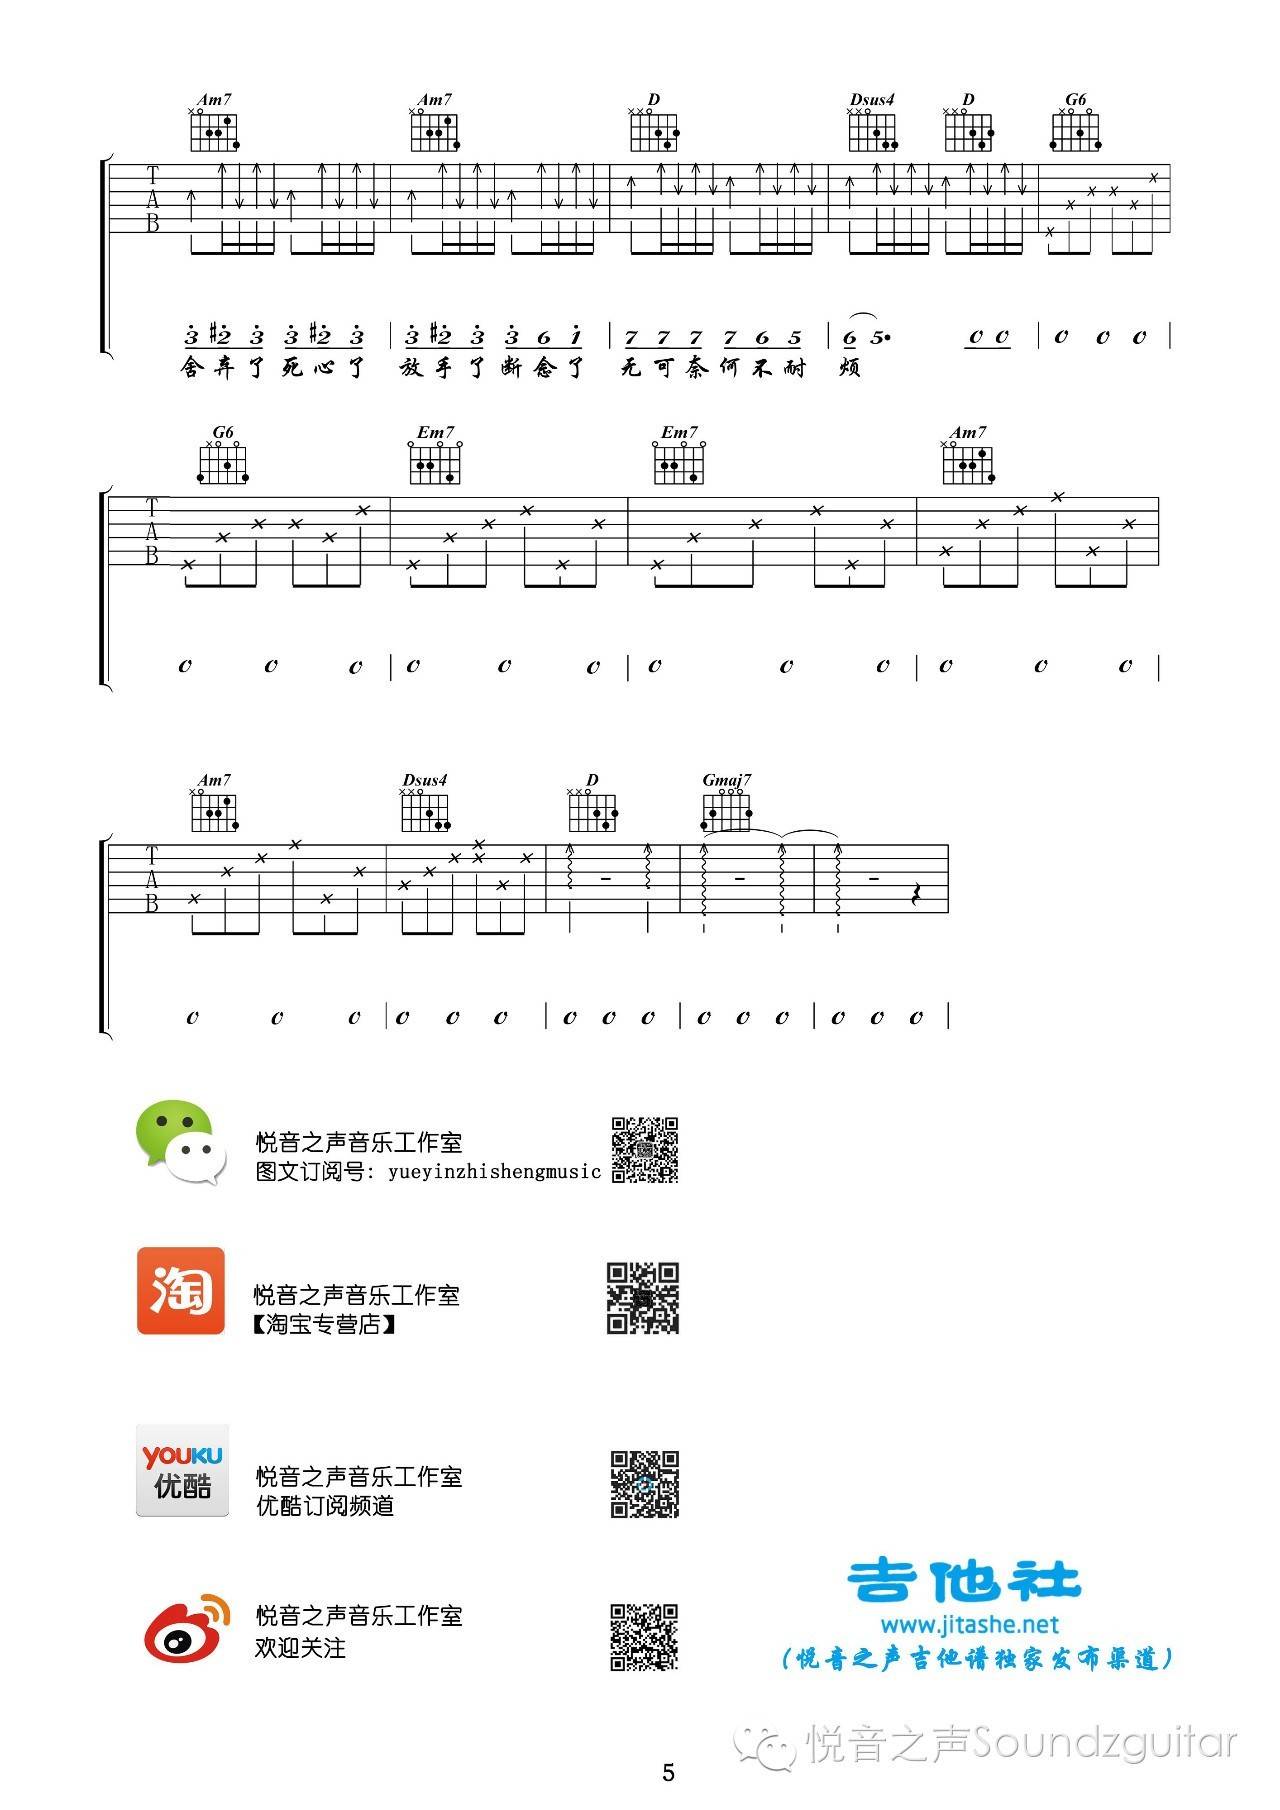 Am7 Am7 D Dsus4 D G6
T
A
B
3 #2 3 3 #2 3 | 3 #2 3 3 6 1 | 7 7 7 7 6 5 | 6 5. 0 0 | 0 0 0 |
舍弃了死心了 放手了断念了 无可奈何不耐烦
G6 Em7 Em7 Am7
T
A
B
0 0 0 | 0 0 0 | 0 0 0 | 0 0 0 |
Am7 Dsus4 D Gmaj7
T
A
B
0 0 0 | 0 0 0 | 0 0 0 | 0 0 0 | 0 0 0 |
悦音之声音乐工作室
图文订阅号：yueyinzhishengmusic
淘
悦音之声音乐工作室
【淘宝专营店】
YOUKU
优酷
悦音之声音乐工作室
优酷订阅频道
悦音之声音乐工作室
欢迎关注
吉他社
www.jitashe.net
(悦音之声吉他谱独家发布渠道)
悦音之声Soundzguitar
5